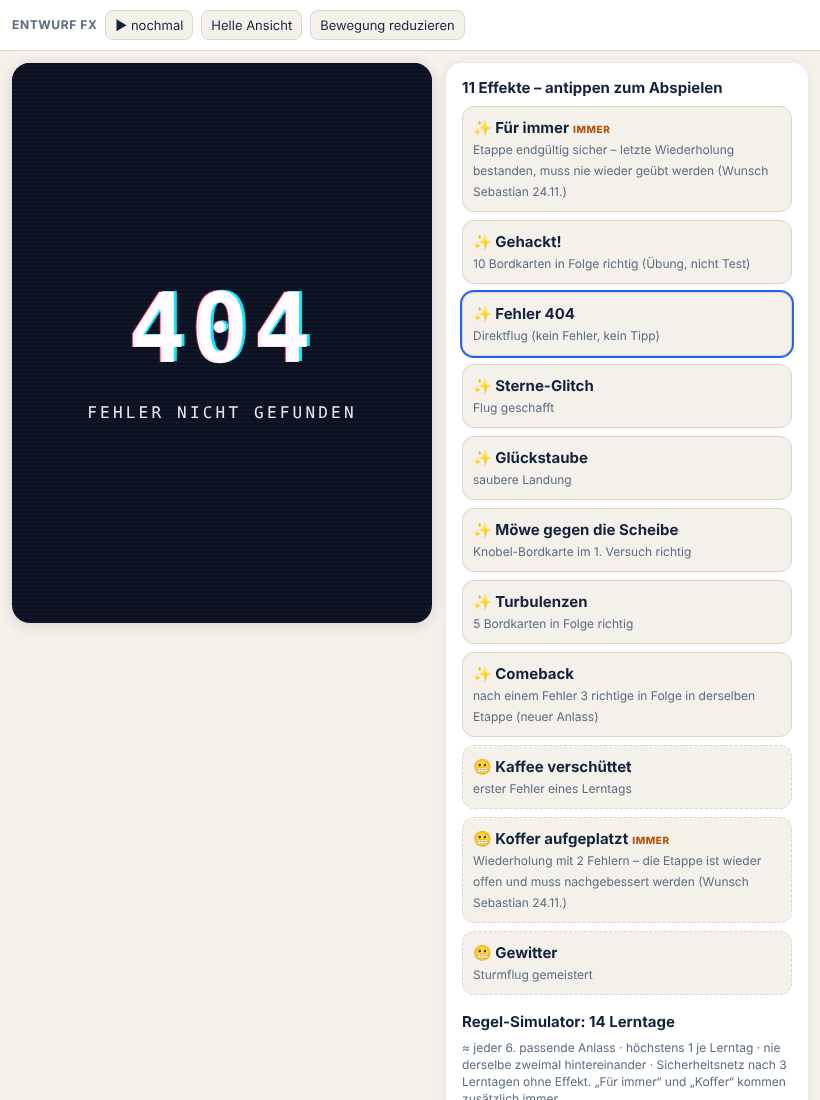 ENTWURF FX
▶ nochmal
Helle Ansicht
Bewegung reduzieren
404
FEHLER NICHT GEFUNDEN
11 Effekte – antippen zum Abspielen
✨ Für immer IMMER
Etappe endgültig sicher – letzte Wiederholung
bestanden, muss nie wieder geübt werden (Wunsch
Sebastian 24.11.)
✨ Gehackt!
10 Bordkarten in Folge richtig (Übung, nicht Test)
✨ Fehler 404
Direktflug (kein Fehler, kein Tipp)
✨ Sterne-Glitch
Flug geschafft
✨ Glückstaube
saubere Landung
✨ Möwe gegen die Scheibe
Knobel-Bordkarte im 1. Versuch richtig
✨ Turbulenzen
5 Bordkarten in Folge richtig
✨ Comeback
nach einem Fehler 3 richtige in Folge in derselben
Etappe (neuer Anlass)
😬 Kaffee verschüttet
erster Fehler eines Lerntags
😬 Koffer aufgeplatzt IMMER
Wiederholung mit 2 Fehlern – die Etappe ist wieder
offen und muss nachgebessert werden (Wunsch
Sebastian 24.11.)
😬 Gewitter
Sturmflug gemeistert
Regel-Simulator: 14 Lerntage
≈ jeder 6. passende Anlass · höchstens 1 je Lerntag · nie
derselbe zweimal hintereinander · Sicherheitsnetz nach 3
Lerntagen ohne Effekt. „Für immer“ und „Koffer“ kommen
zusätzlich immer.